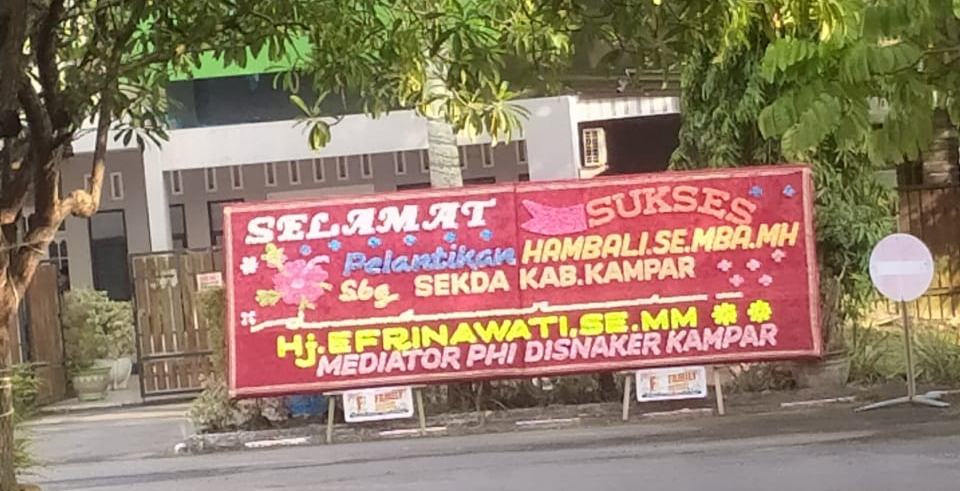 SELAMAT SUKSES
Pelantikan HAMBALI.SE.MBA.MH
Sbg SEKDA KAB.KAMPAR
Hj.EFRINAWATI,SE.MM
MEDIATOR PHI DISNAKER KAMPAR
FAMILY
FAMILY